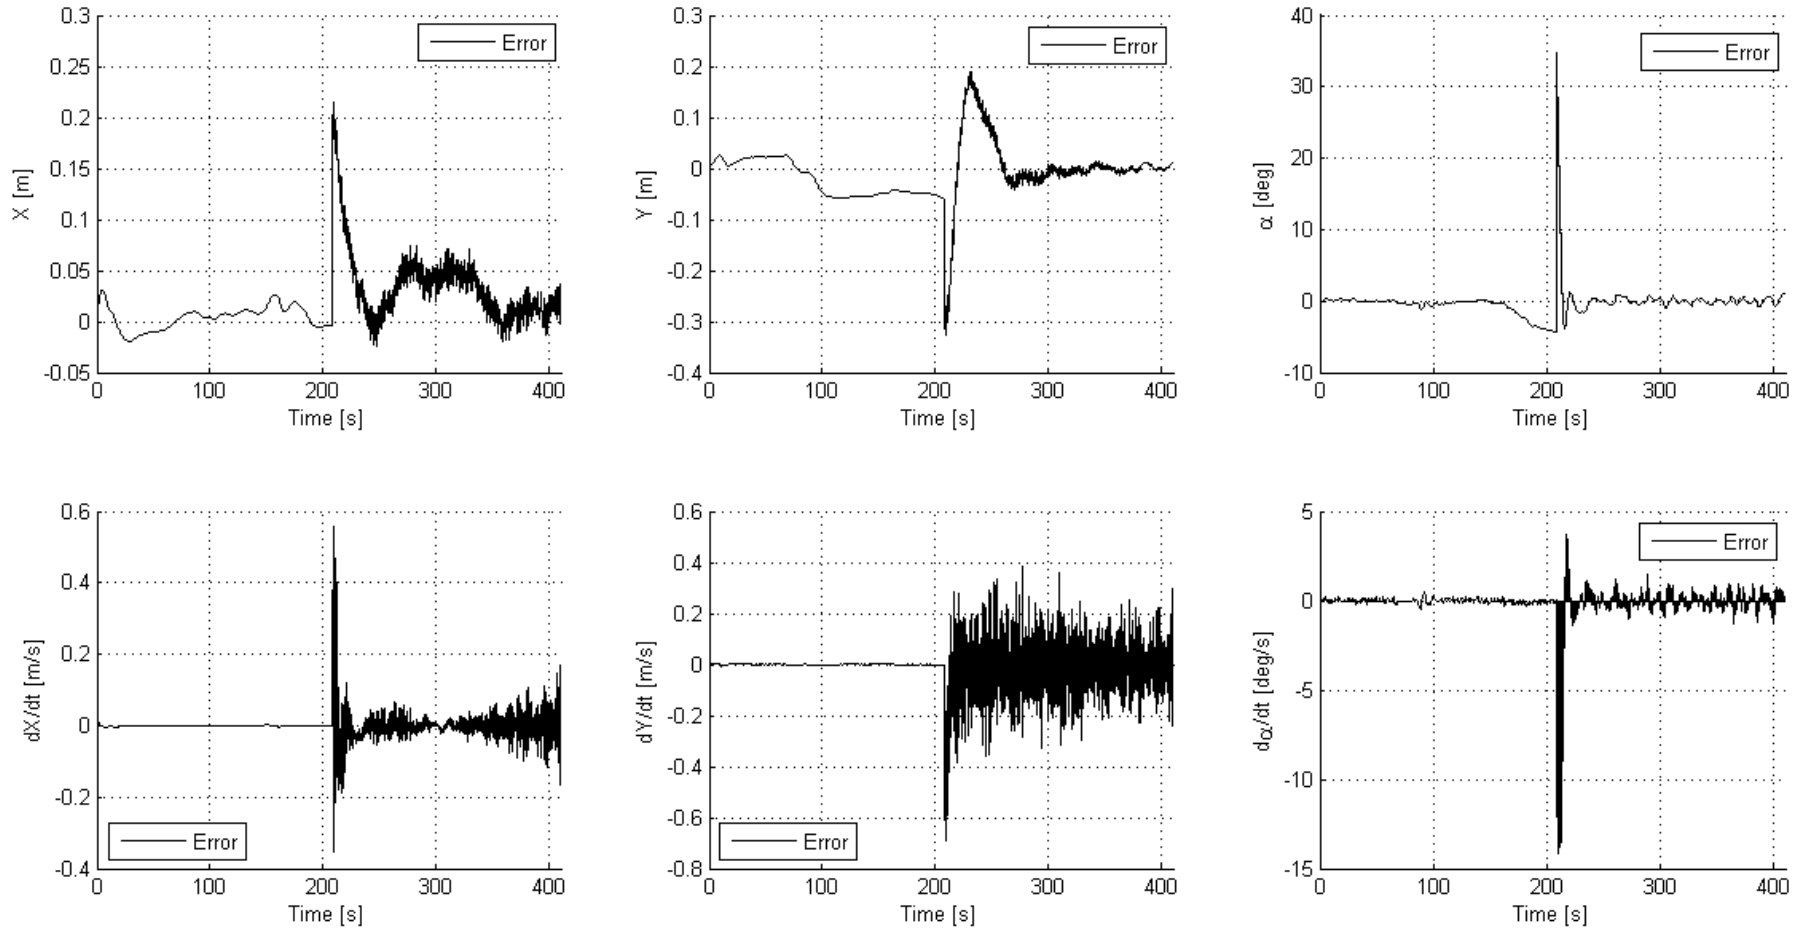 0.3
0.25
0.2
0.15
0.1
0.05
0
-0.05
X [m]
0 100 200 300 400
Time [s]
Error
0.3
0.2
0.1
0
-0.1
-0.2
-0.3
-0.4
Y [m]
0 100 200 300 400
Time [s]
Error
40
30
20
10
0
-10
α [deg]
0 100 200 300 400
Time [s]
Error
0.6
0.4
0.2
0
-0.2
-0.4
dX/dt [m/s]
0 100 200 300 400
Time [s]
Error
0.6
0.4
0.2
0
-0.2
-0.4
-0.6
-0.8
dY/dt [m/s]
0 100 200 300 400
Time [s]
Error
5
0
-5
-10
-15
dα/dt [deg/s]
0 100 200 300 400
Time [s]
Error